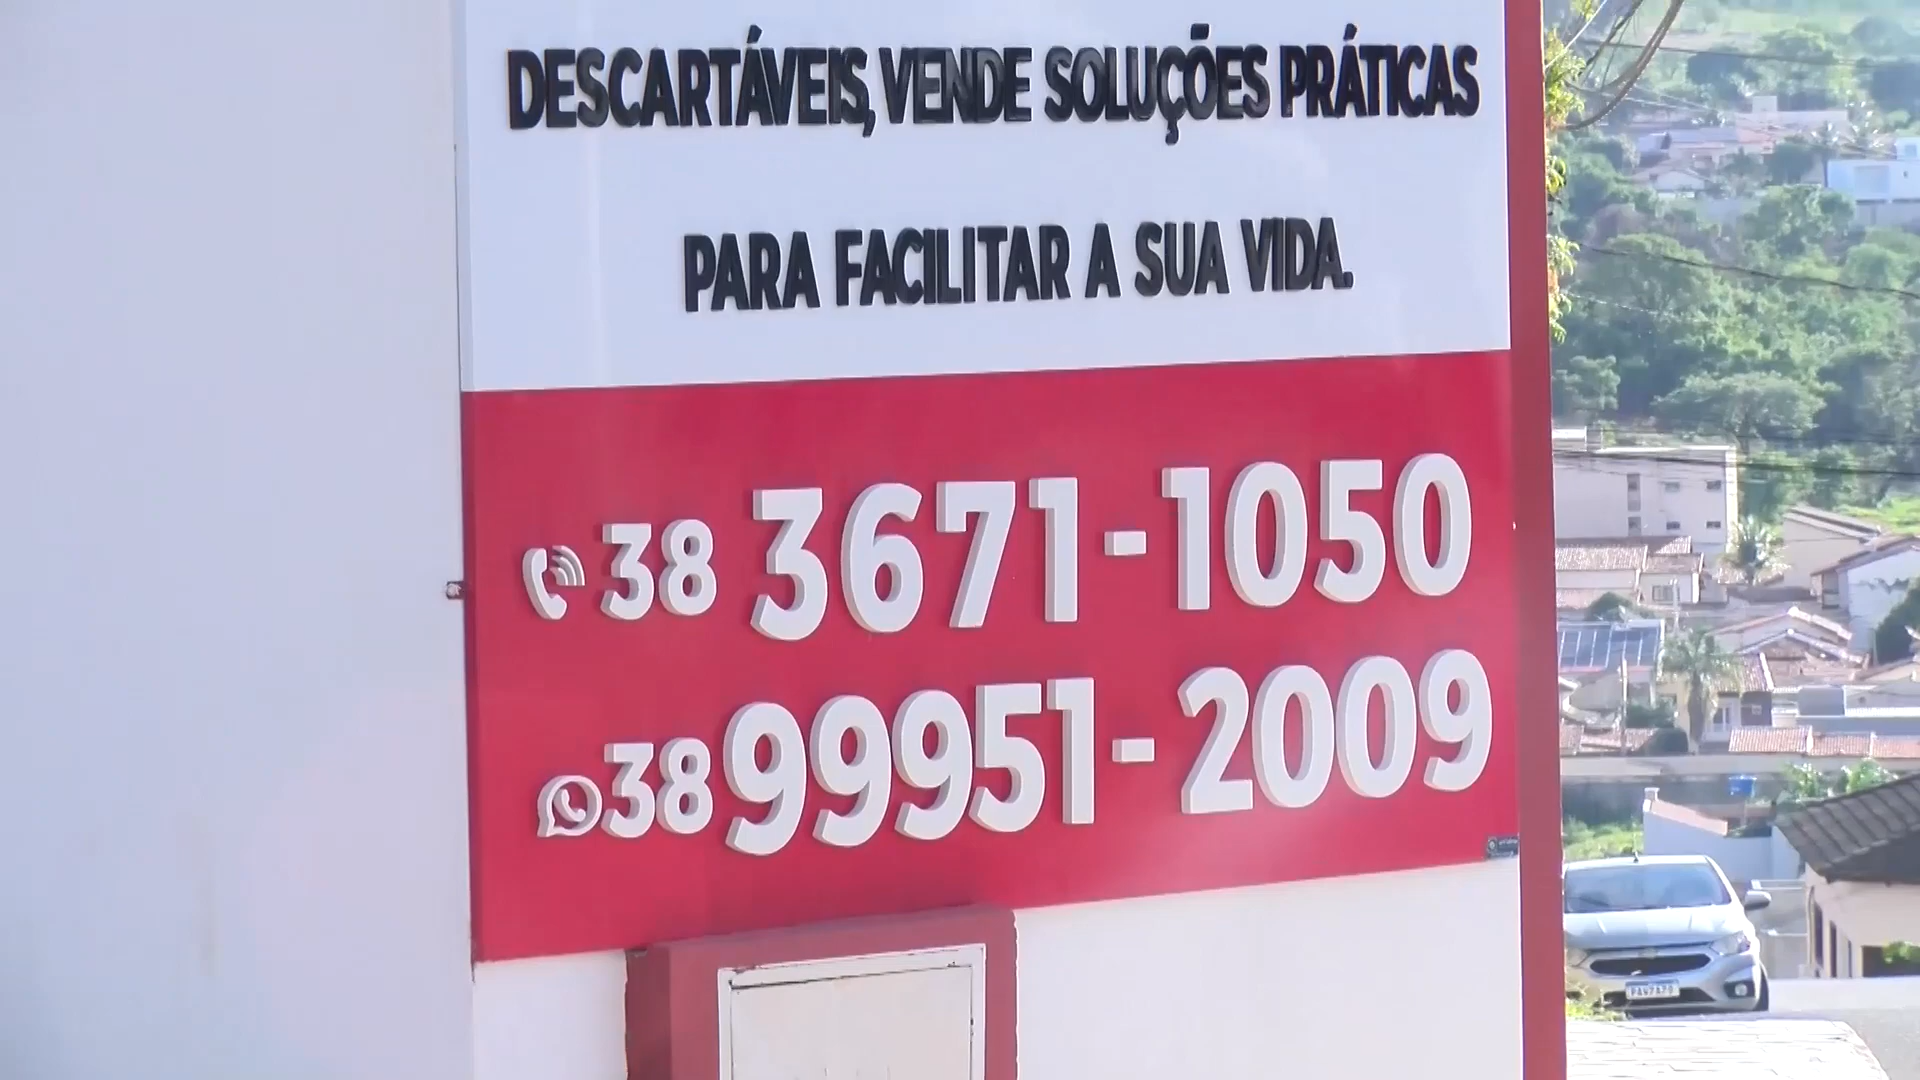 DESCARTÁVEIS, VENDE SOLUÇÕES PRÁTICAS
PARA FACILITAR A SUA VIDA.
38 3671-1050
38 99951-2009